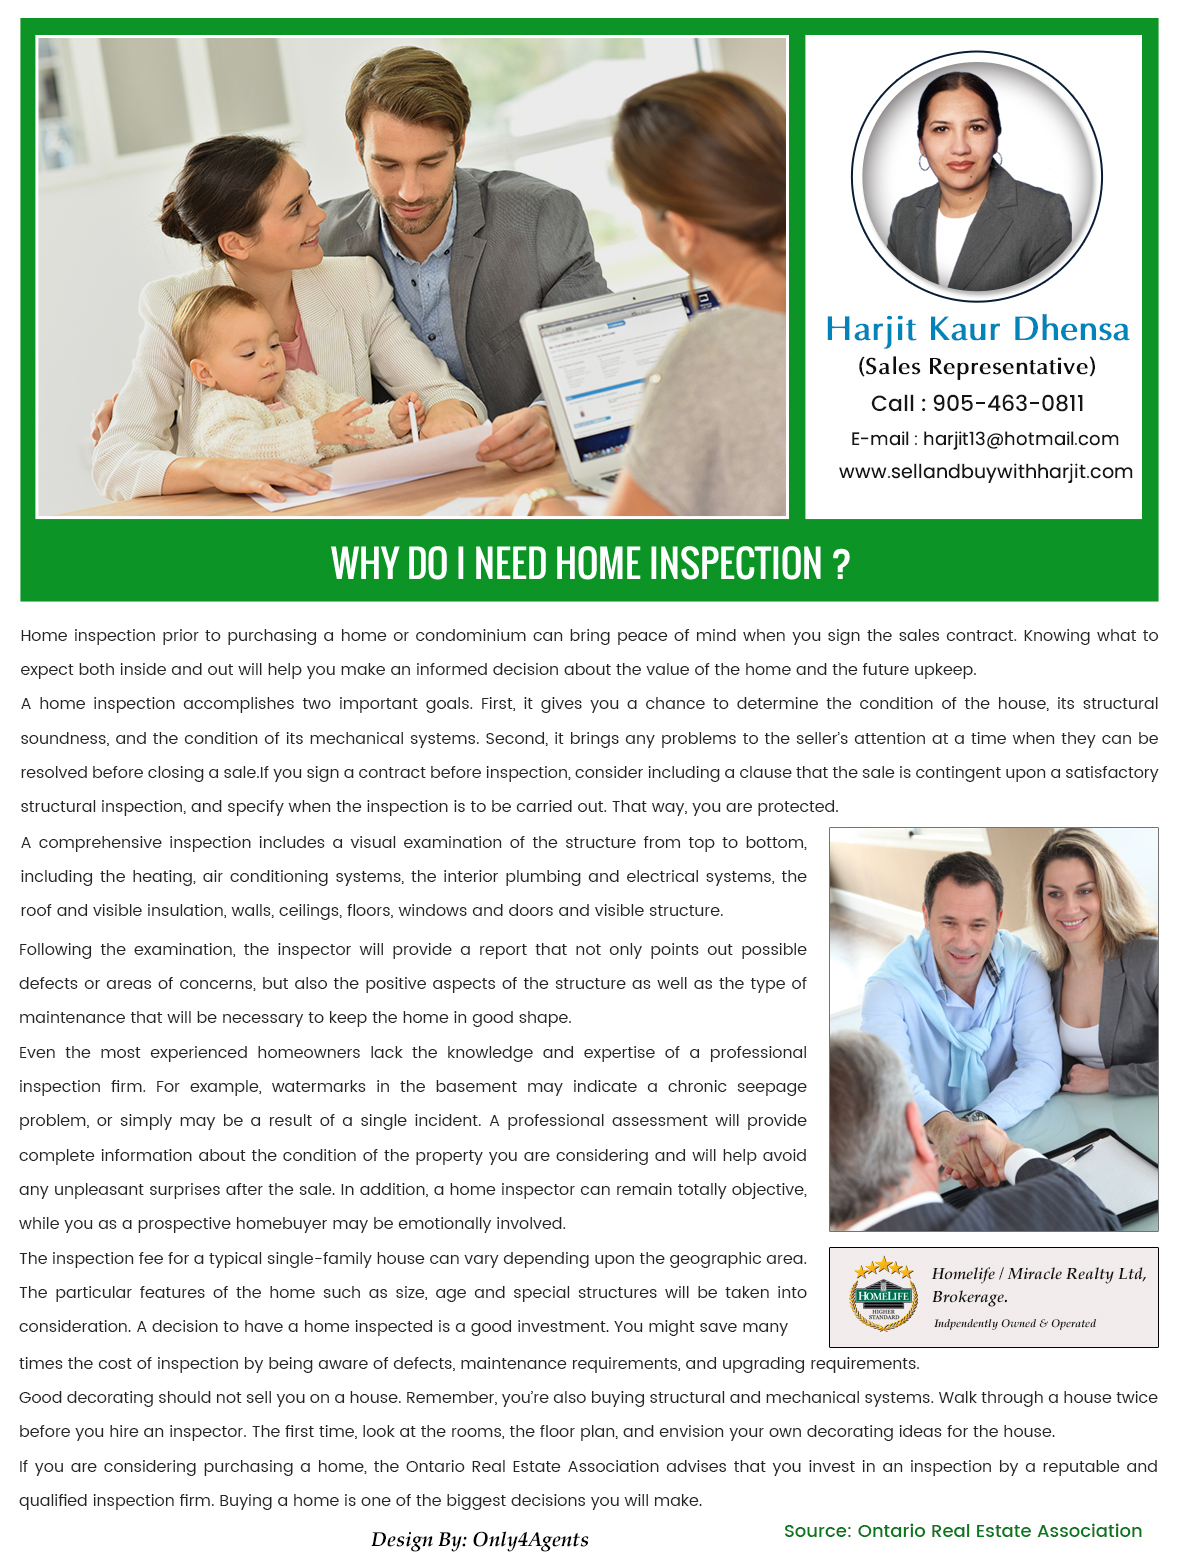 Harjit Kaur Dhensa
(Sales Representative)
Call : 905-463-0811
E-mail : harjit13@hotmail.com
www.sellandbuywithharjit.com
WHY DO I NEED HOME INSPECTION ?
Home inspection prior to purchasing a home or condominium can bring peace of mind when you sign the sales contract. Knowing what to
expect both inside and out will help you make an informed decision about the value of the home and the future upkeep.
A home inspection accomplishes two important goals. First, it gives you a chance to determine the condition of the house, its structural
soundness, and the condition of its mechanical systems. Second, it brings any problems to the seller's attention at a time when they can be
resolved before closing a sale.If you sign a contract before inspection, consider including a clause that the sale is contingent upon a satisfactory
structural inspection, and specify when the inspection is to be carried out. That way, you are protected.
A comprehensive inspection includes a visual examination of the structure from top to bottom,
including the heating, air conditioning systems, the interior plumbing and electrical systems, the
roof and visible insulation, walls, ceilings, floors, windows and doors and visible structure.
Following the examination, the inspector will provide a report that not only points out possible
defects or areas of concerns, but also the positive aspects of the structure as well as the type of
maintenance that will be necessary to keep the home in good shape.
Even the most experienced homeowners lack the knowledge and expertise of a professional
inspection firm. For example, watermarks in the basement may indicate a chronic seepage
problem, or simply may be a result of a single incident. A professional assessment will provide
complete information about the condition of the property you are considering and will help avoid
any unpleasant surprises after the sale. In addition, a home inspector can remain totally objective,
while you as a prospective homebuyer may be emotionally involved.
The inspection fee for a typical single-family house can vary depending upon the geographic area.
The particular features of the home such as size, age and special structures will be taken into
consideration. A decision to have a home inspected is a good investment. You might save many
times the cost of inspection by being aware of defects, maintenance requirements, and upgrading requirements.
Good decorating should not sell you on a house. Remember, you're also buying structural and mechanical systems. Walk through a house twice
before you hire an inspector. The first time, look at the rooms, the floor plan, and envision your own decorating ideas for the house.
If you are considering purchasing a home, the Ontario Real Estate Association advises that you invest in an inspection by a reputable and
qualified inspection firm. Buying a home is one of the biggest decisions you will make.
HOMELIFE
HIGHER
STANDARD
Homelife / Miracle Realty Ltd,
Brokerage.
Indpendently Owned & Operated
Design By: Only4Agents
Source: Ontario Real Estate Association